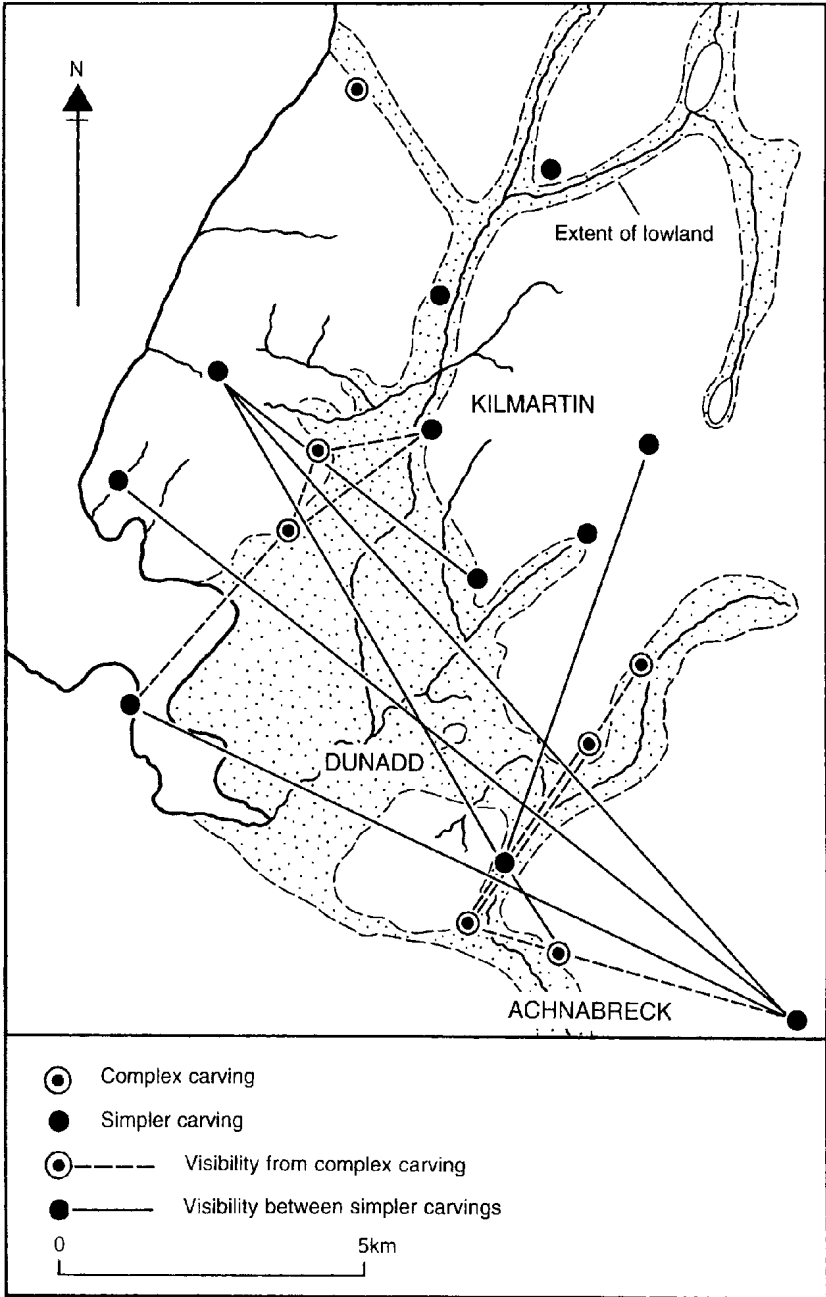 N
Extent of lowland
KILMARTIN
DUNADD
ACHNABRECK
Complex carving
Simpler carving
Visibility from complex carving
Visibility between simpler carvings
0 5km